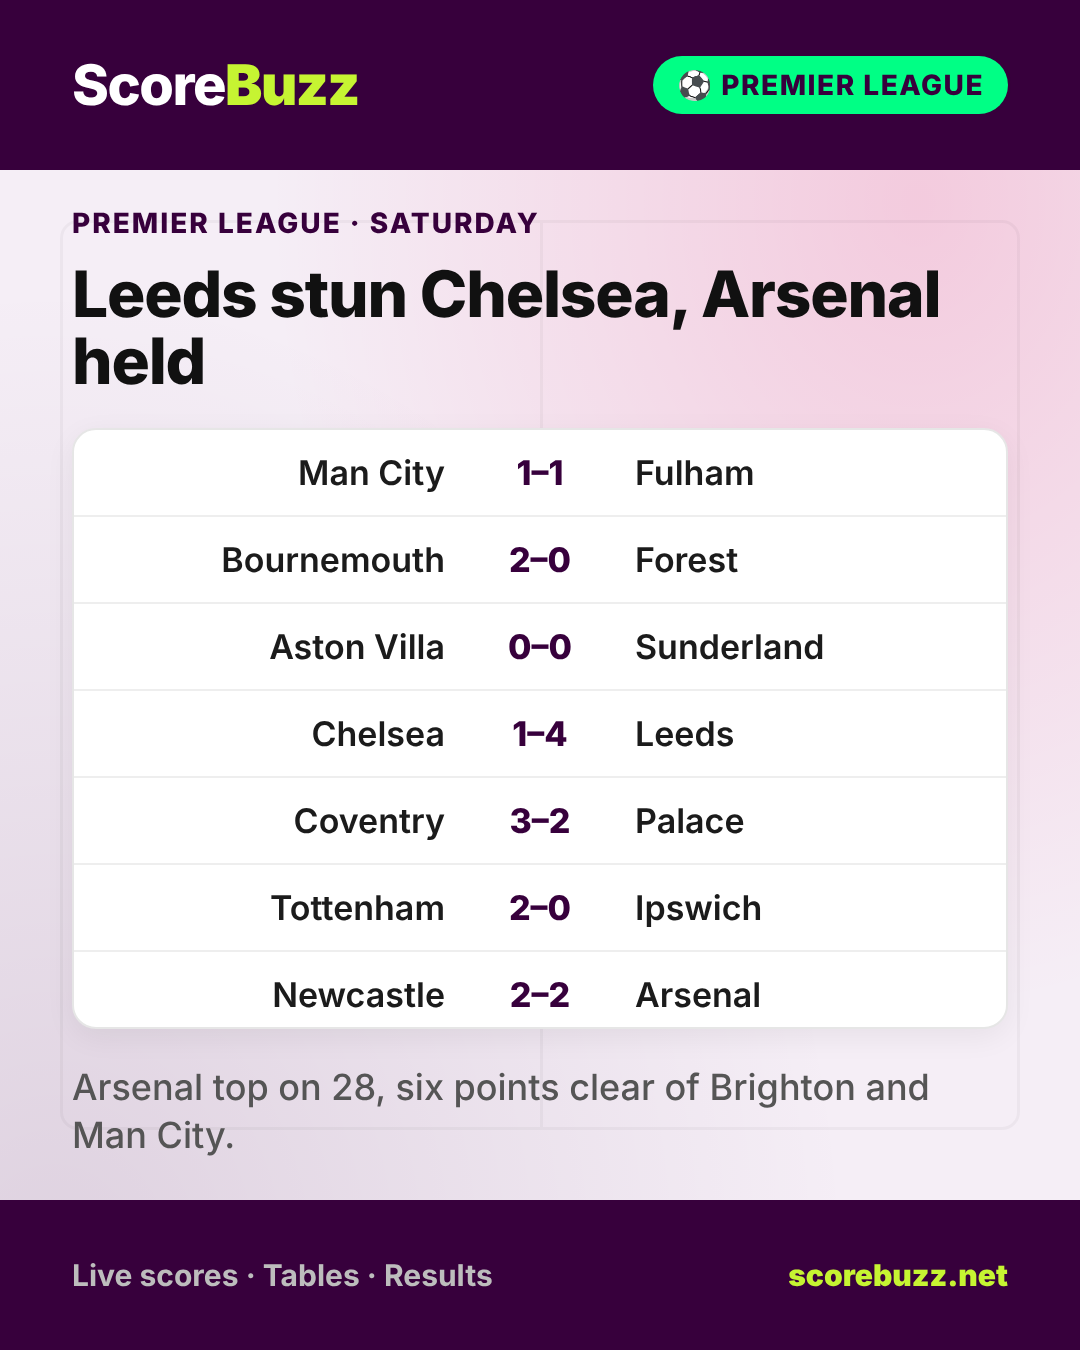 ScoreBuzz
⚽ PREMIER LEAGUE
PREMIER LEAGUE · SATURDAY
Leeds stun Chelsea, Arsenal
held
Man City 1–1 Fulham
Bournemouth 2–0 Forest
Aston Villa 0–0 Sunderland
Chelsea 1–4 Leeds
Coventry 3–2 Palace
Tottenham 2–0 Ipswich
Newcastle 2–2 Arsenal
Arsenal top on 28, six points clear of Brighton and
Man City.
Live scores · Tables · Results
scorebuzz.net